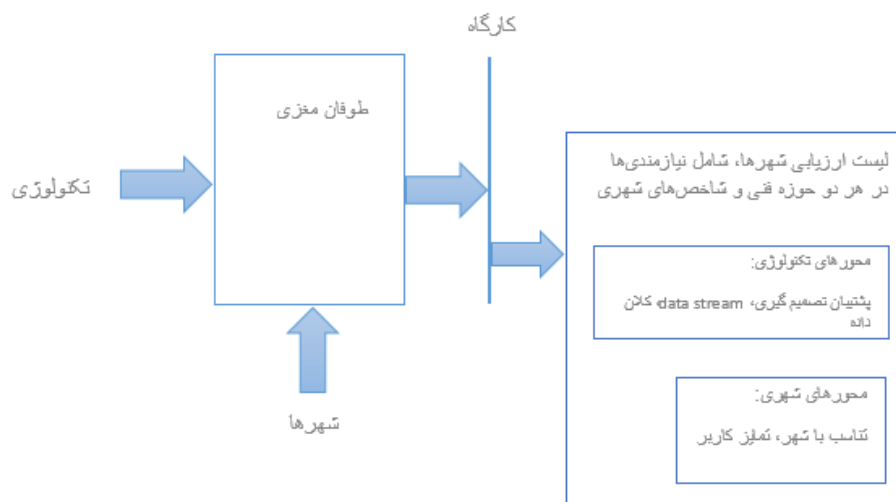 کارگاه
طوفان مغزی
تکنولوژی
شهرها
لیست ارزیابی شهرها، شامل نیازمندی‌ها
در هر دو حوزه فنی و شاخص‌های شهری
محورهای تکنولوژی:
پشتیبان تصمیم گیری، data stream، کلان
داده
محورهای شهری:
تناسب با شهر، تمایز کاربر